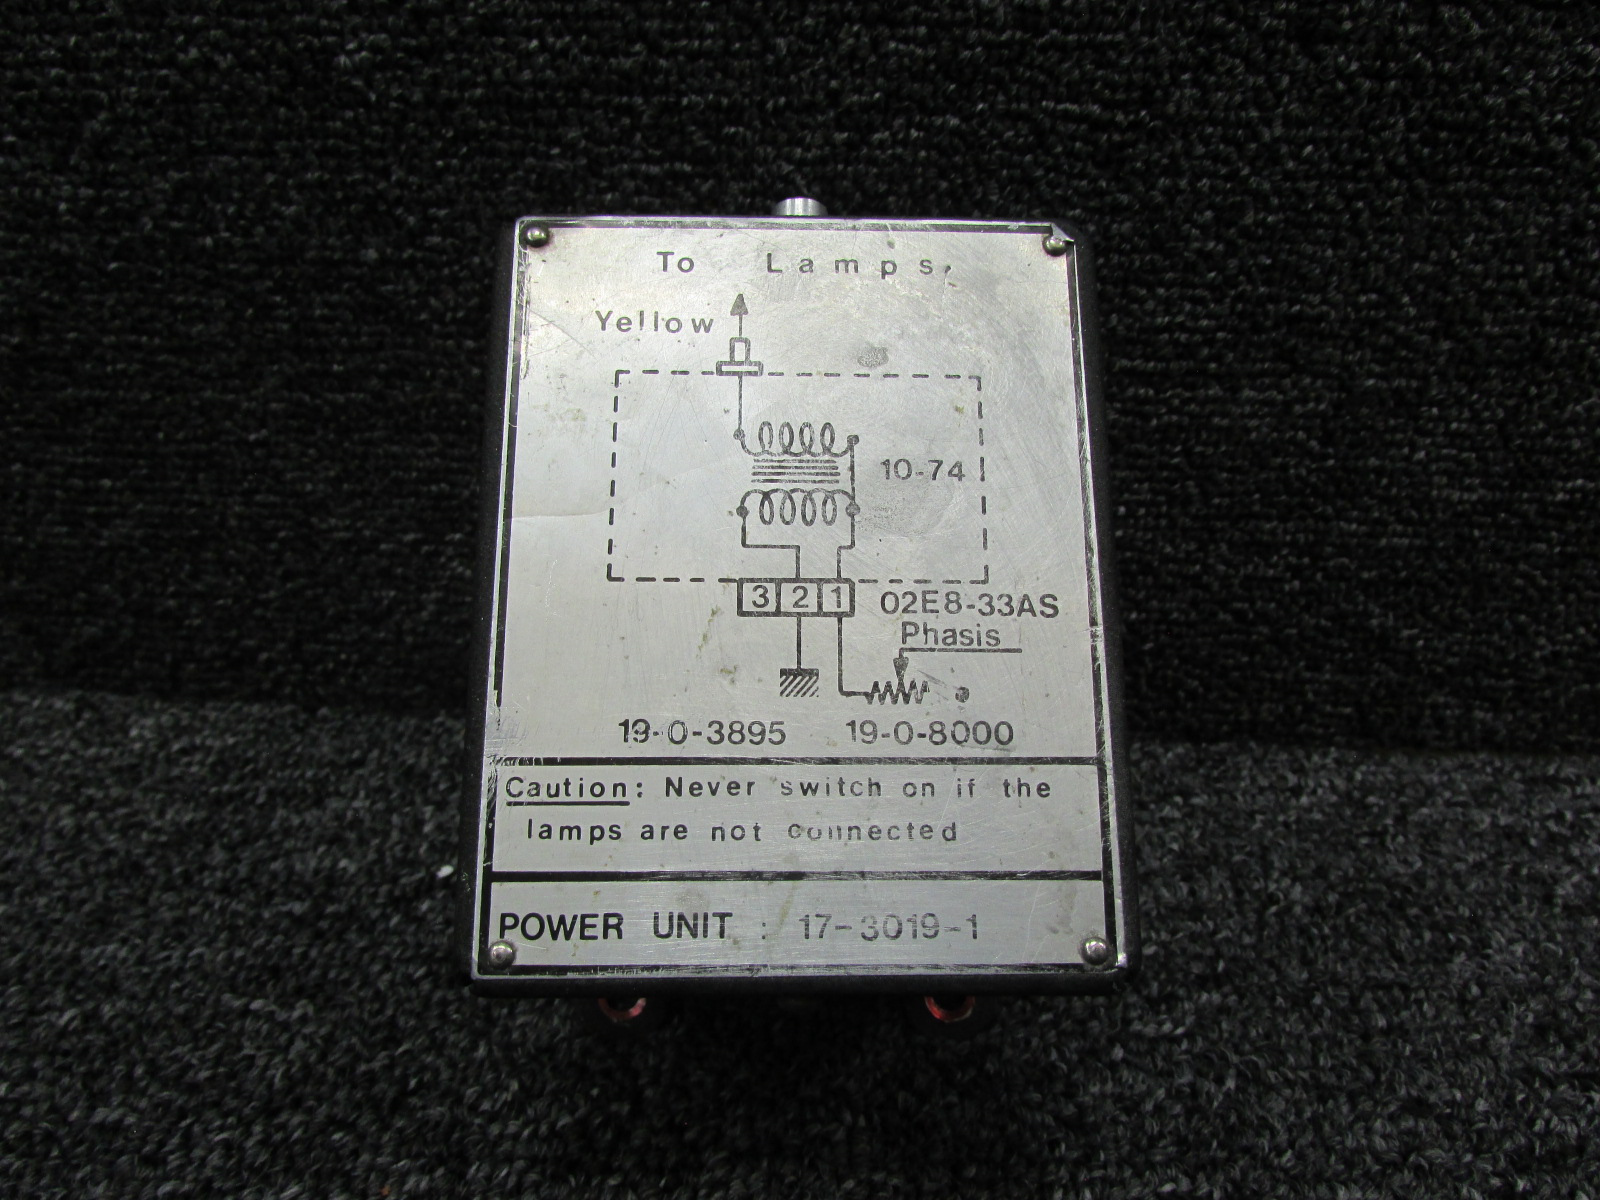 To Lamps.
Yellow
10-74
3 2 1
02E8-33AS
Phasis
19-0-3895 19-0-8000
Caution: Never switch on if the
lamps are not connected
POWER UNIT : 17-3019-1